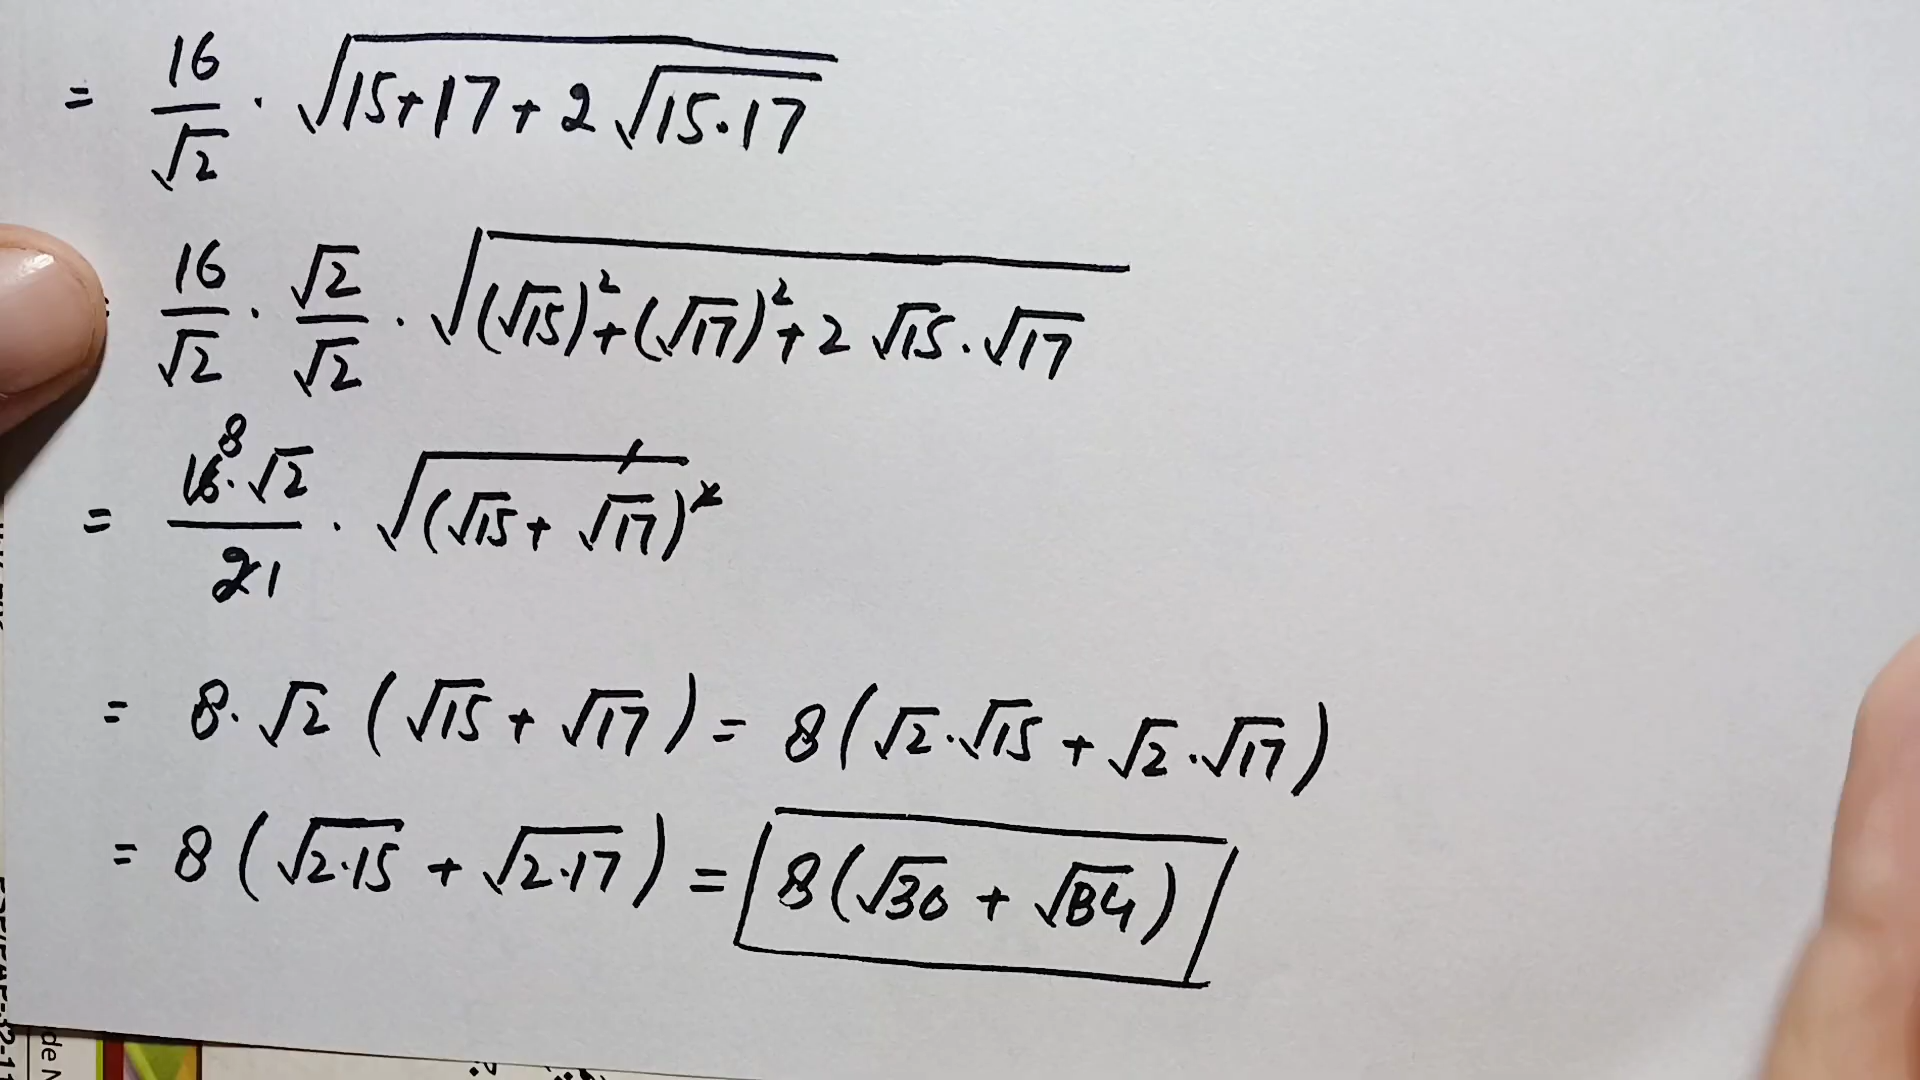 = 16/√2 · √(15+17+2√(15·17))
16/√2 · √2/√2 · √((√15)²+(√17)²+2√15·√17)
= 16·√2/2 · √((√15+√17)²) 8 1
= 8·√2(√15+√17) = 8(√2·√15+√2·√17)
= 8(√(2·15)+√(2·17)) = 8(√30+√34)
de N